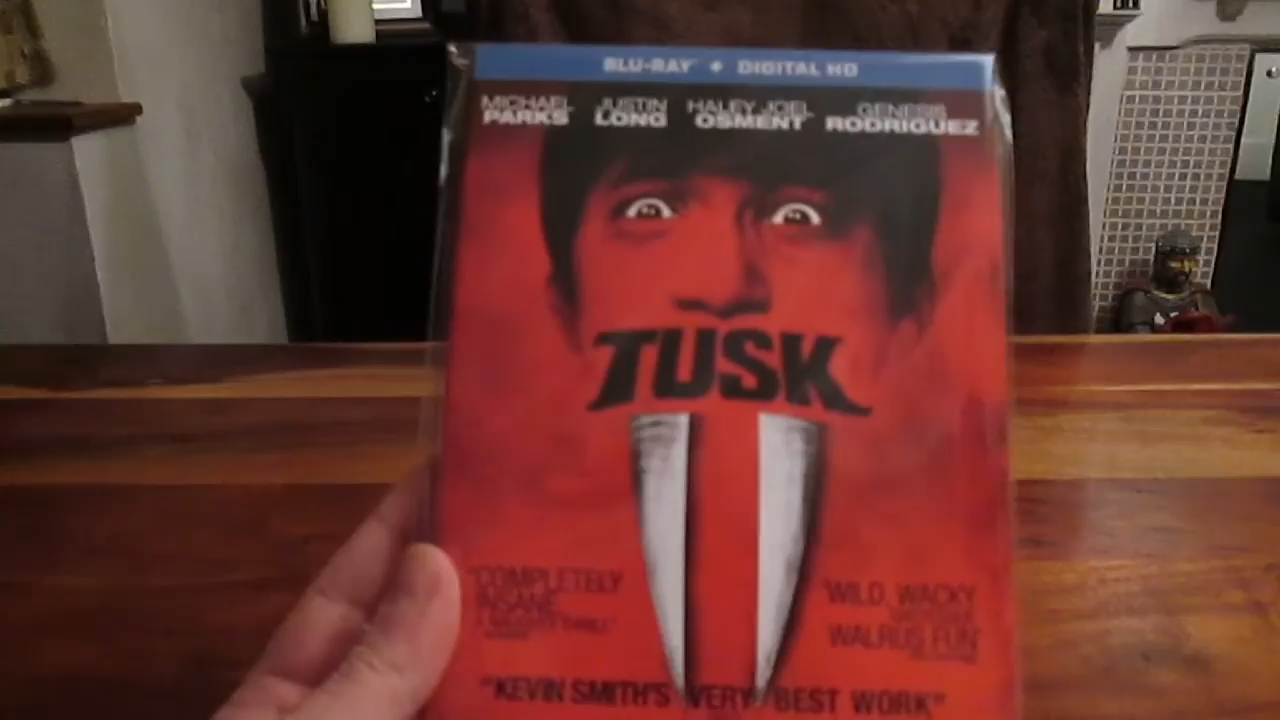 BLU-RAY + DIGITAL HD
MICHAEL JUSTIN HALEY JOEL GENESIS
PARKS LONG OSMENT RODRIGUEZ
TUSK
"COMPLETELY
INSANE
"WILD, WACKY
WALRUS FUN"
"KEVIN SMITH'S VERY BEST WORK"